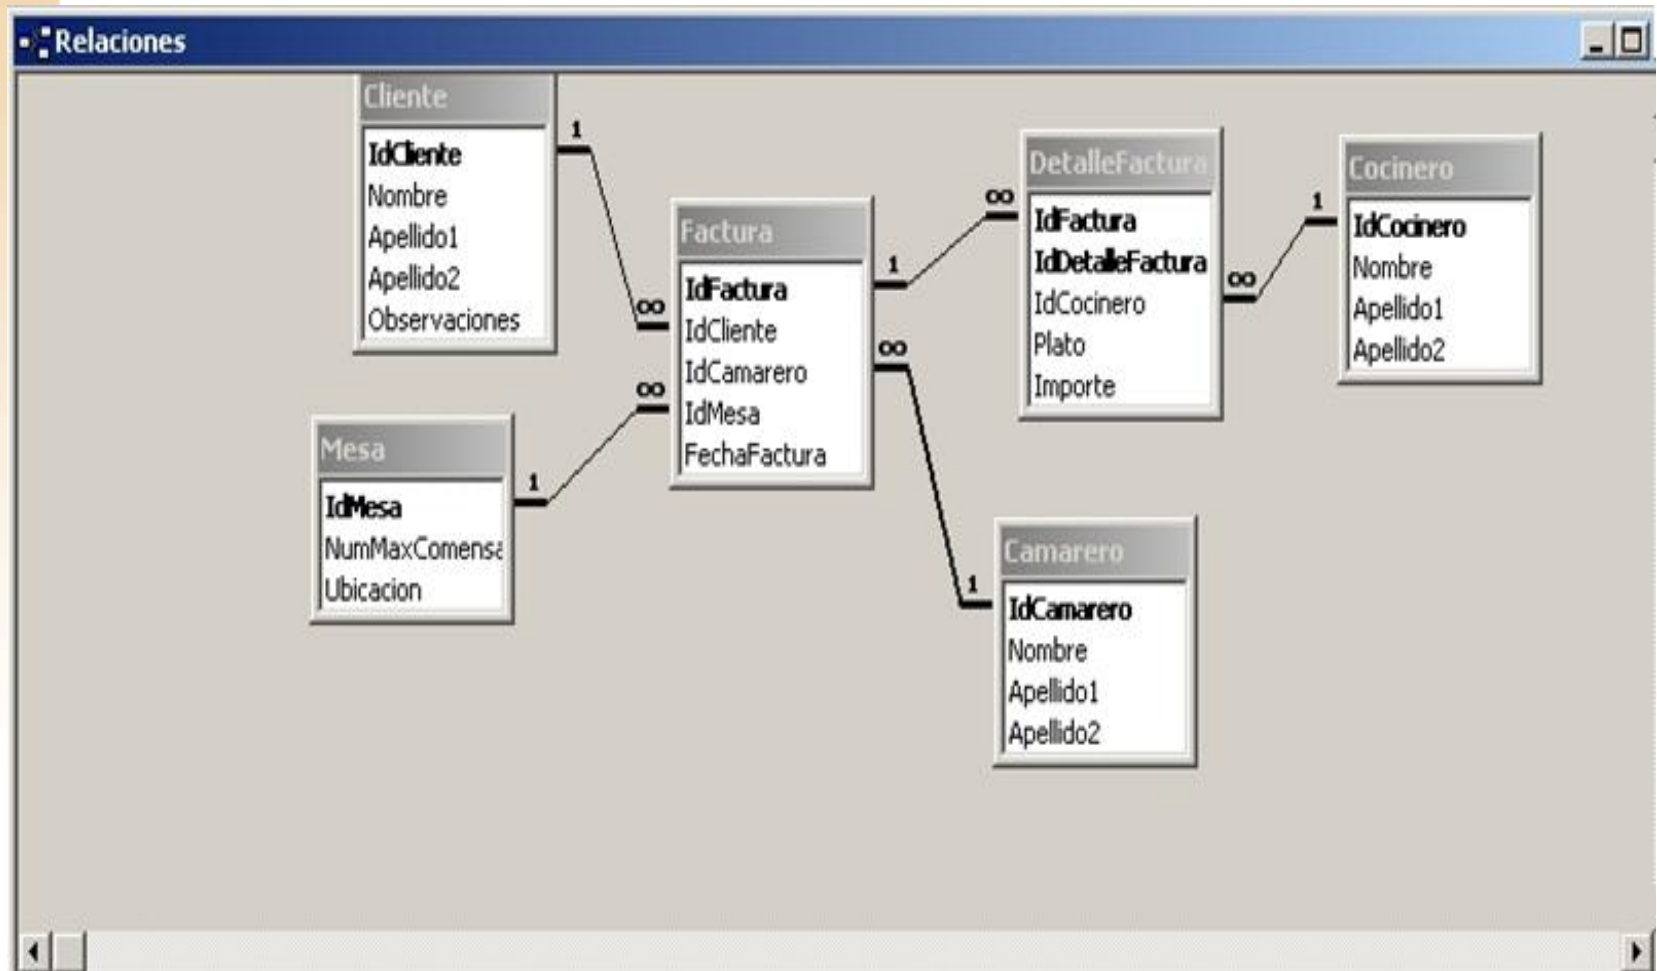 Relaciones
Cliente
IdCliente
Nombre
Apellido1
Apellido2
Observaciones
1
∞
Mesa
IdMesa
NumMaxComensa
Ubicacion
1
∞
Factura
IdFactura
IdCliente
IdCamarero
IdMesa
FechaFactura
1
∞
∞
1
DetalleFactura
IdFactura
IdDetalleFactura
IdCocinero
Plato
Importe
∞
1
Cocinero
IdCocinero
Nombre
Apellido1
Apellido2
Camarero
IdCamarero
Nombre
Apellido1
Apellido2